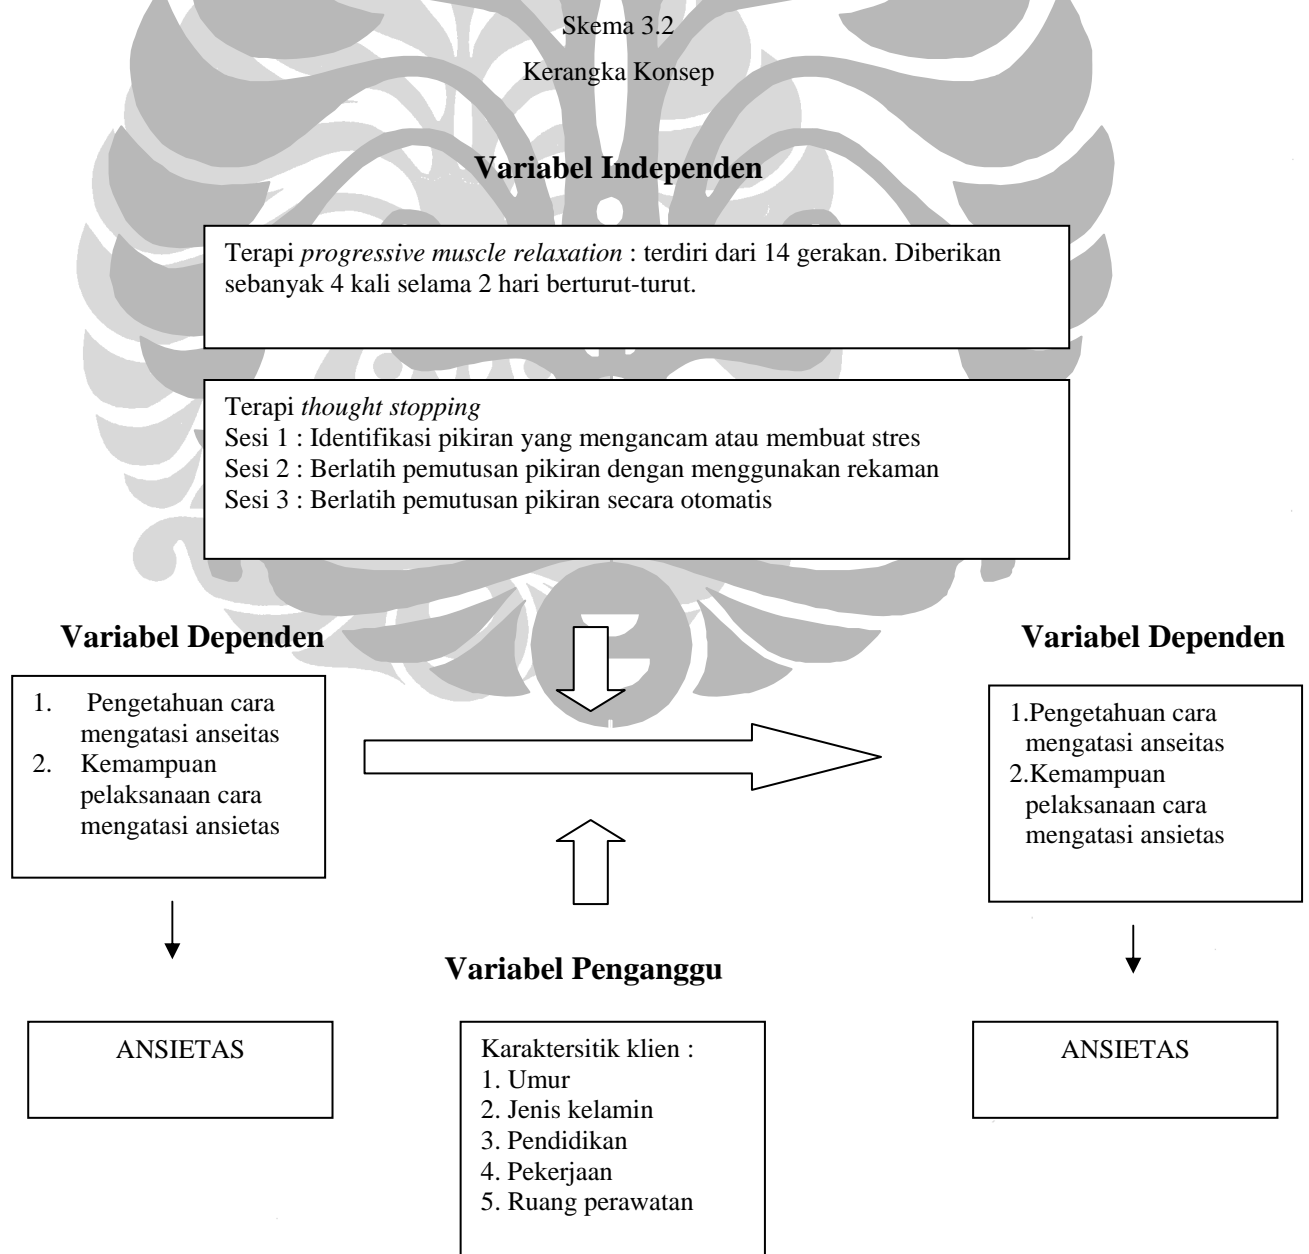 Skema 3.2
Kerangka Konsep
Variabel Independen
Terapi progressive muscle relaxation : terdiri dari 14 gerakan. Diberikan
sebanyak 4 kali selama 2 hari berturut-turut.
Terapi thought stopping
Sesi 1 : Identifikasi pikiran yang mengancam atau membuat stres
Sesi 2 : Berlatih pemutusan pikiran dengan menggunakan rekaman
Sesi 3 : Berlatih pemutusan pikiran secara otomatis
Variabel Dependen
1. Pengetahuan cara
mengatasi anseitas
2. Kemampuan
pelaksanaan cara
mengatasi ansietas
Variabel Dependen
1.Pengetahuan cara
mengatasi anseitas
2.Kemampuan
pelaksanaan cara
mengatasi ansietas
Variabel Penganggu
ANSIETAS
Karaktersitik klien :
1. Umur
2. Jenis kelamin
3. Pendidikan
4. Pekerjaan
5. Ruang perawatan
ANSIETAS